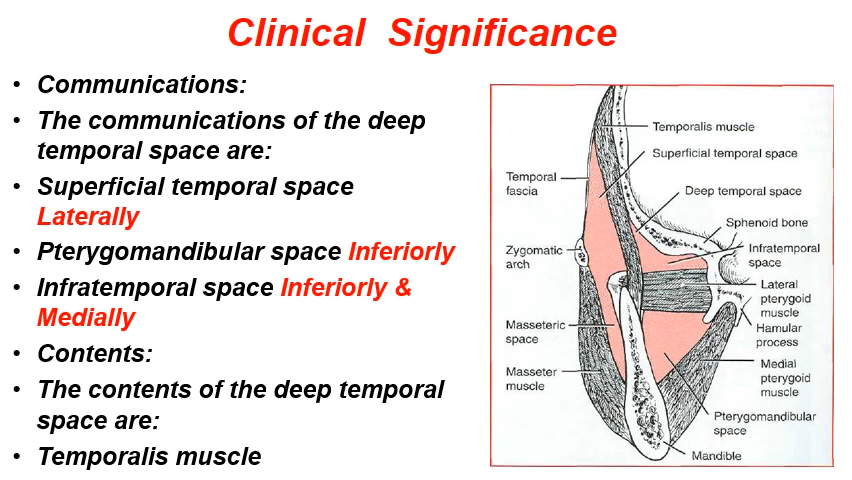 Clinical Significance
• Communications:
• The communications of the deep
temporal space are:
• Superficial temporal space
Laterally
• Pterygomandibular space Inferiorly
• Infratemporal space Inferiorly &
Medially
• Contents:
• The contents of the deep temporal
space are:
• Temporalis muscle
Temporalis muscle
Superficial temporal space
Temporal
fascia
Deep temporal space
Sphenoid bone
Zygomatic
arch
Infratemporal
space
Lateral
pterygoid
muscle
Masseteric
space
Hamular
process
Masseter
muscle
Medial
pterygoid
muscle
Pterygomandibular
space
Mandible